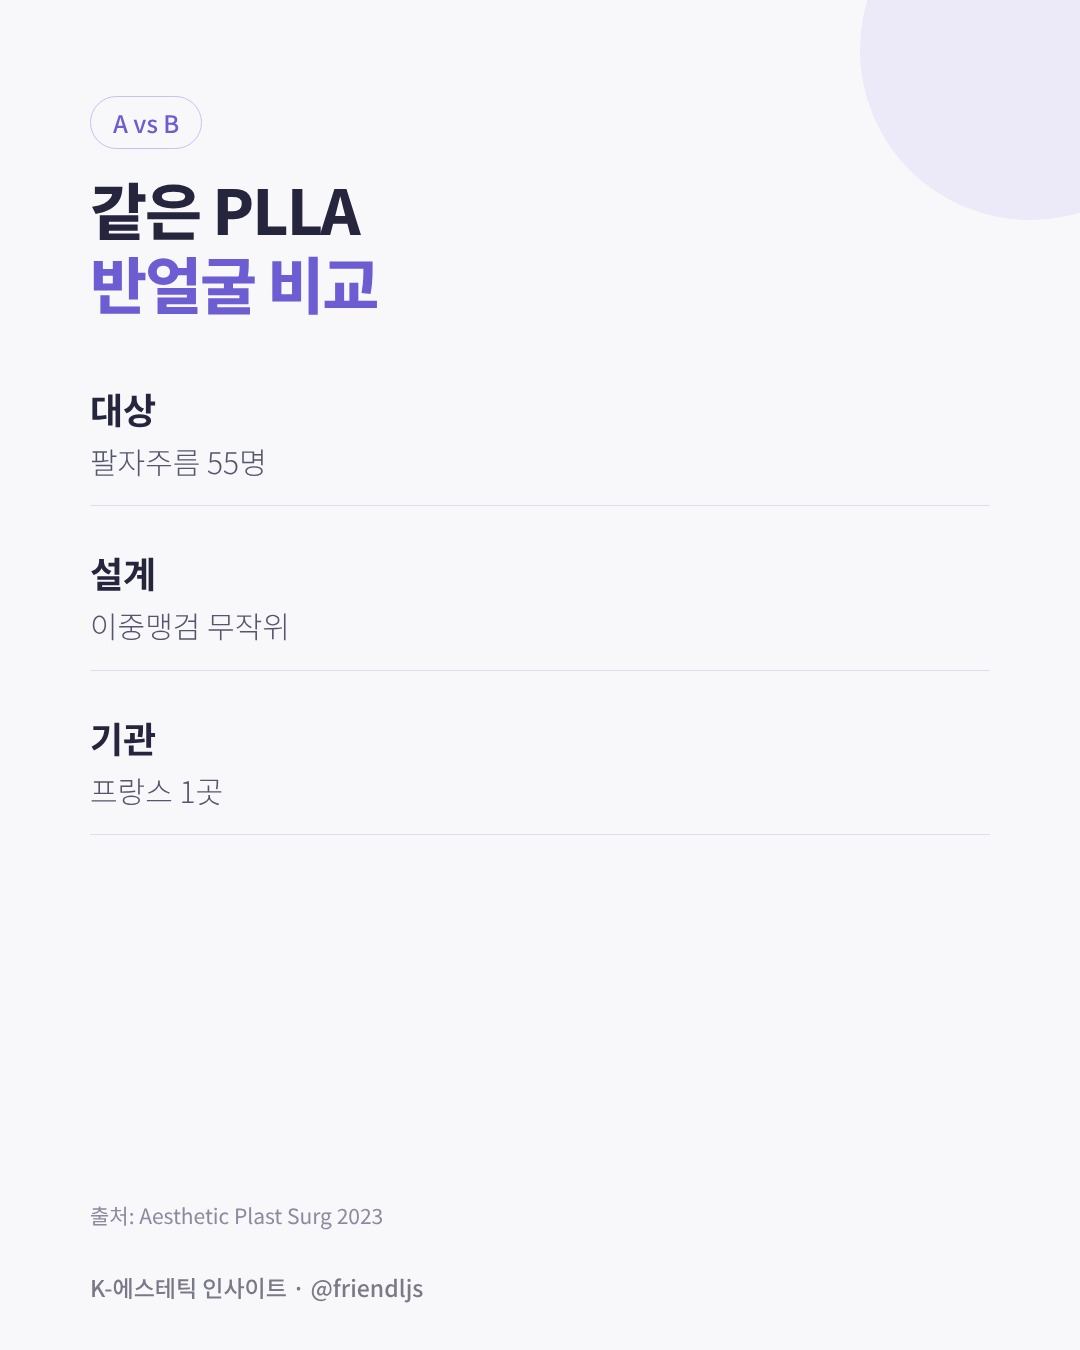 A vs B
같은 PLLA
반얼굴 비교
대상
팔자주름 55명
설계
이중맹검 무작위
기관
프랑스 1곳
출처: Aesthetic Plast Surg 2023
K-에스테틱 인사이트 · @friendljs